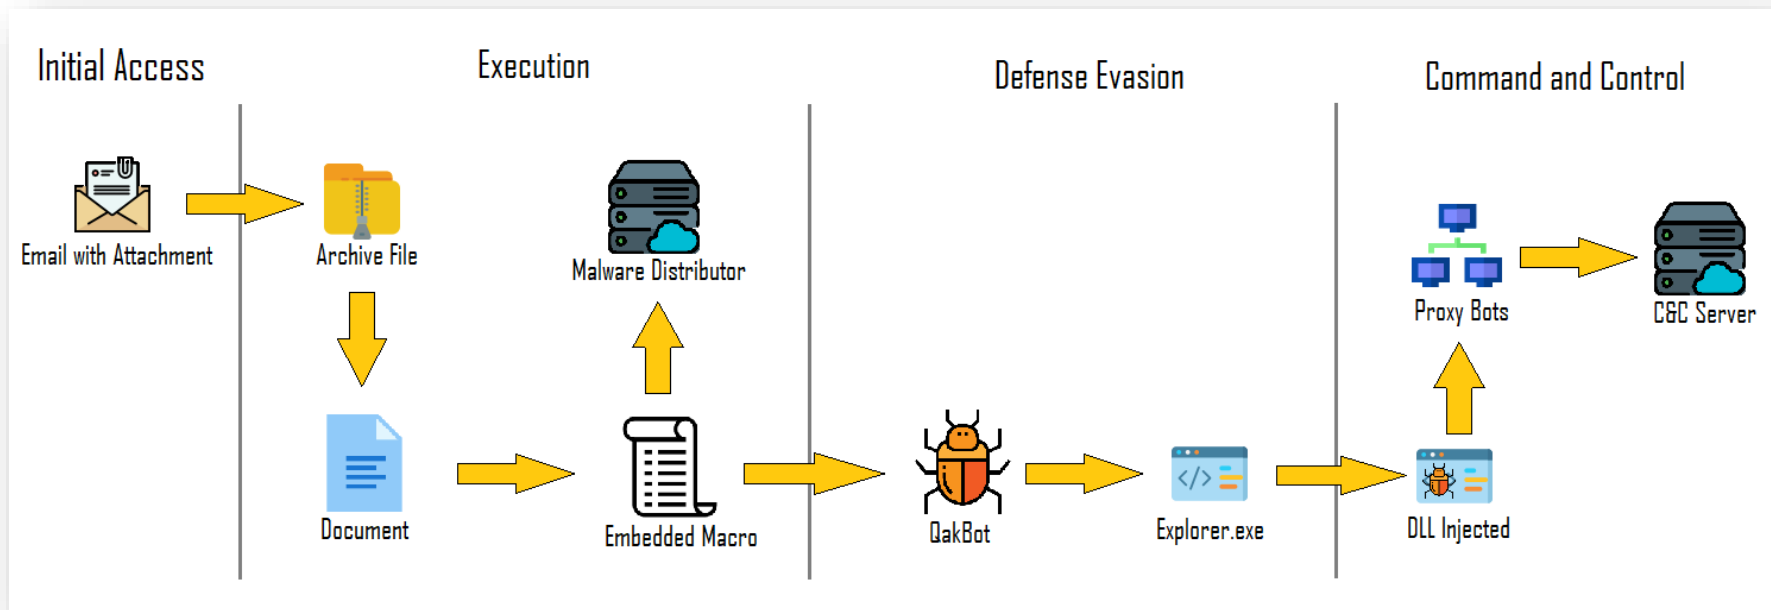 Initial Access
Execution
Defense Evasion
Command and Control
Email with Attachment
Archive File
Malware Distributor
Proxy Bots
C&C Server
Document
Embedded Macro
QakBot
</>
Explorer.exe
DLL Injected